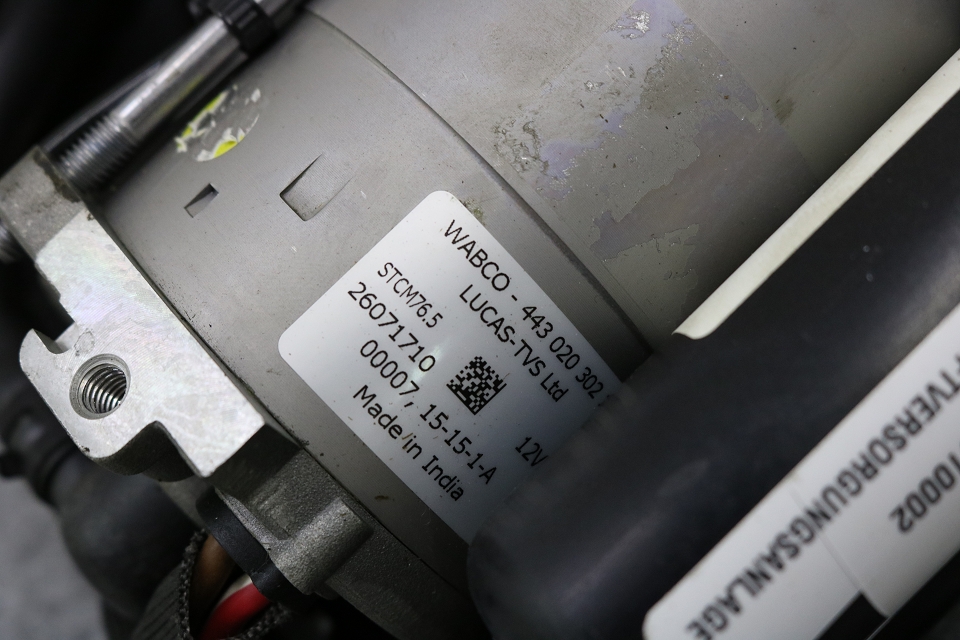 WABCO - 443 020 302
LUCAS-TVS Ltd
STCM76.5
26071710
00007, 15-15-1-A
12V
Made in India
TVERSORGUNGSANLAGE
10002